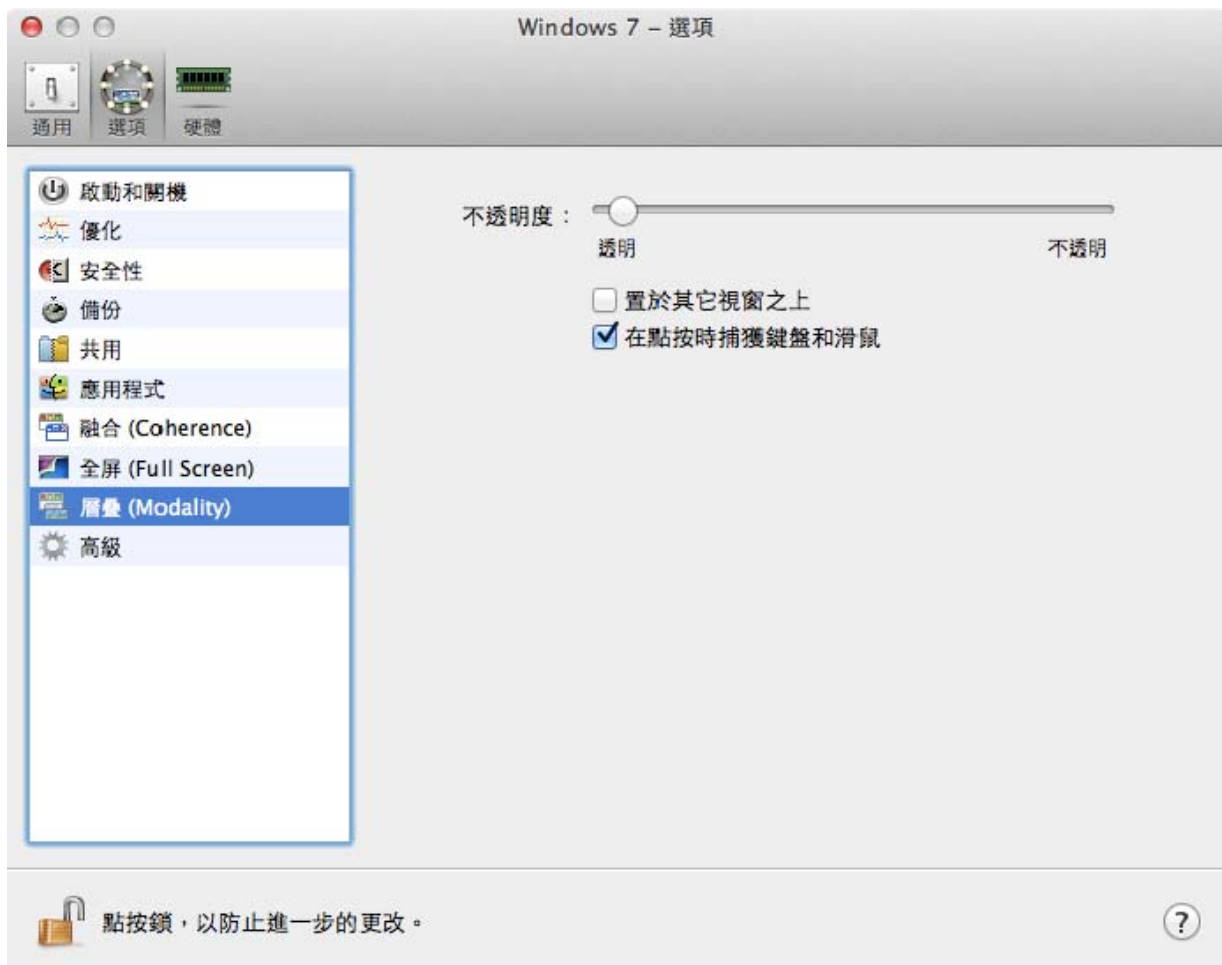 Windows 7 – 選項
通用
選項
硬體
啟動和關機
優化
安全性
備份
共用
應用程式
融合 (Coherence)
全屏 (Full Screen)
層疊 (Modality)
高級
不透明度：
透明
不透明
置於其它視窗之上
在點按時捕獲鍵盤和滑鼠
點按鎖，以防止進一步的更改。
?